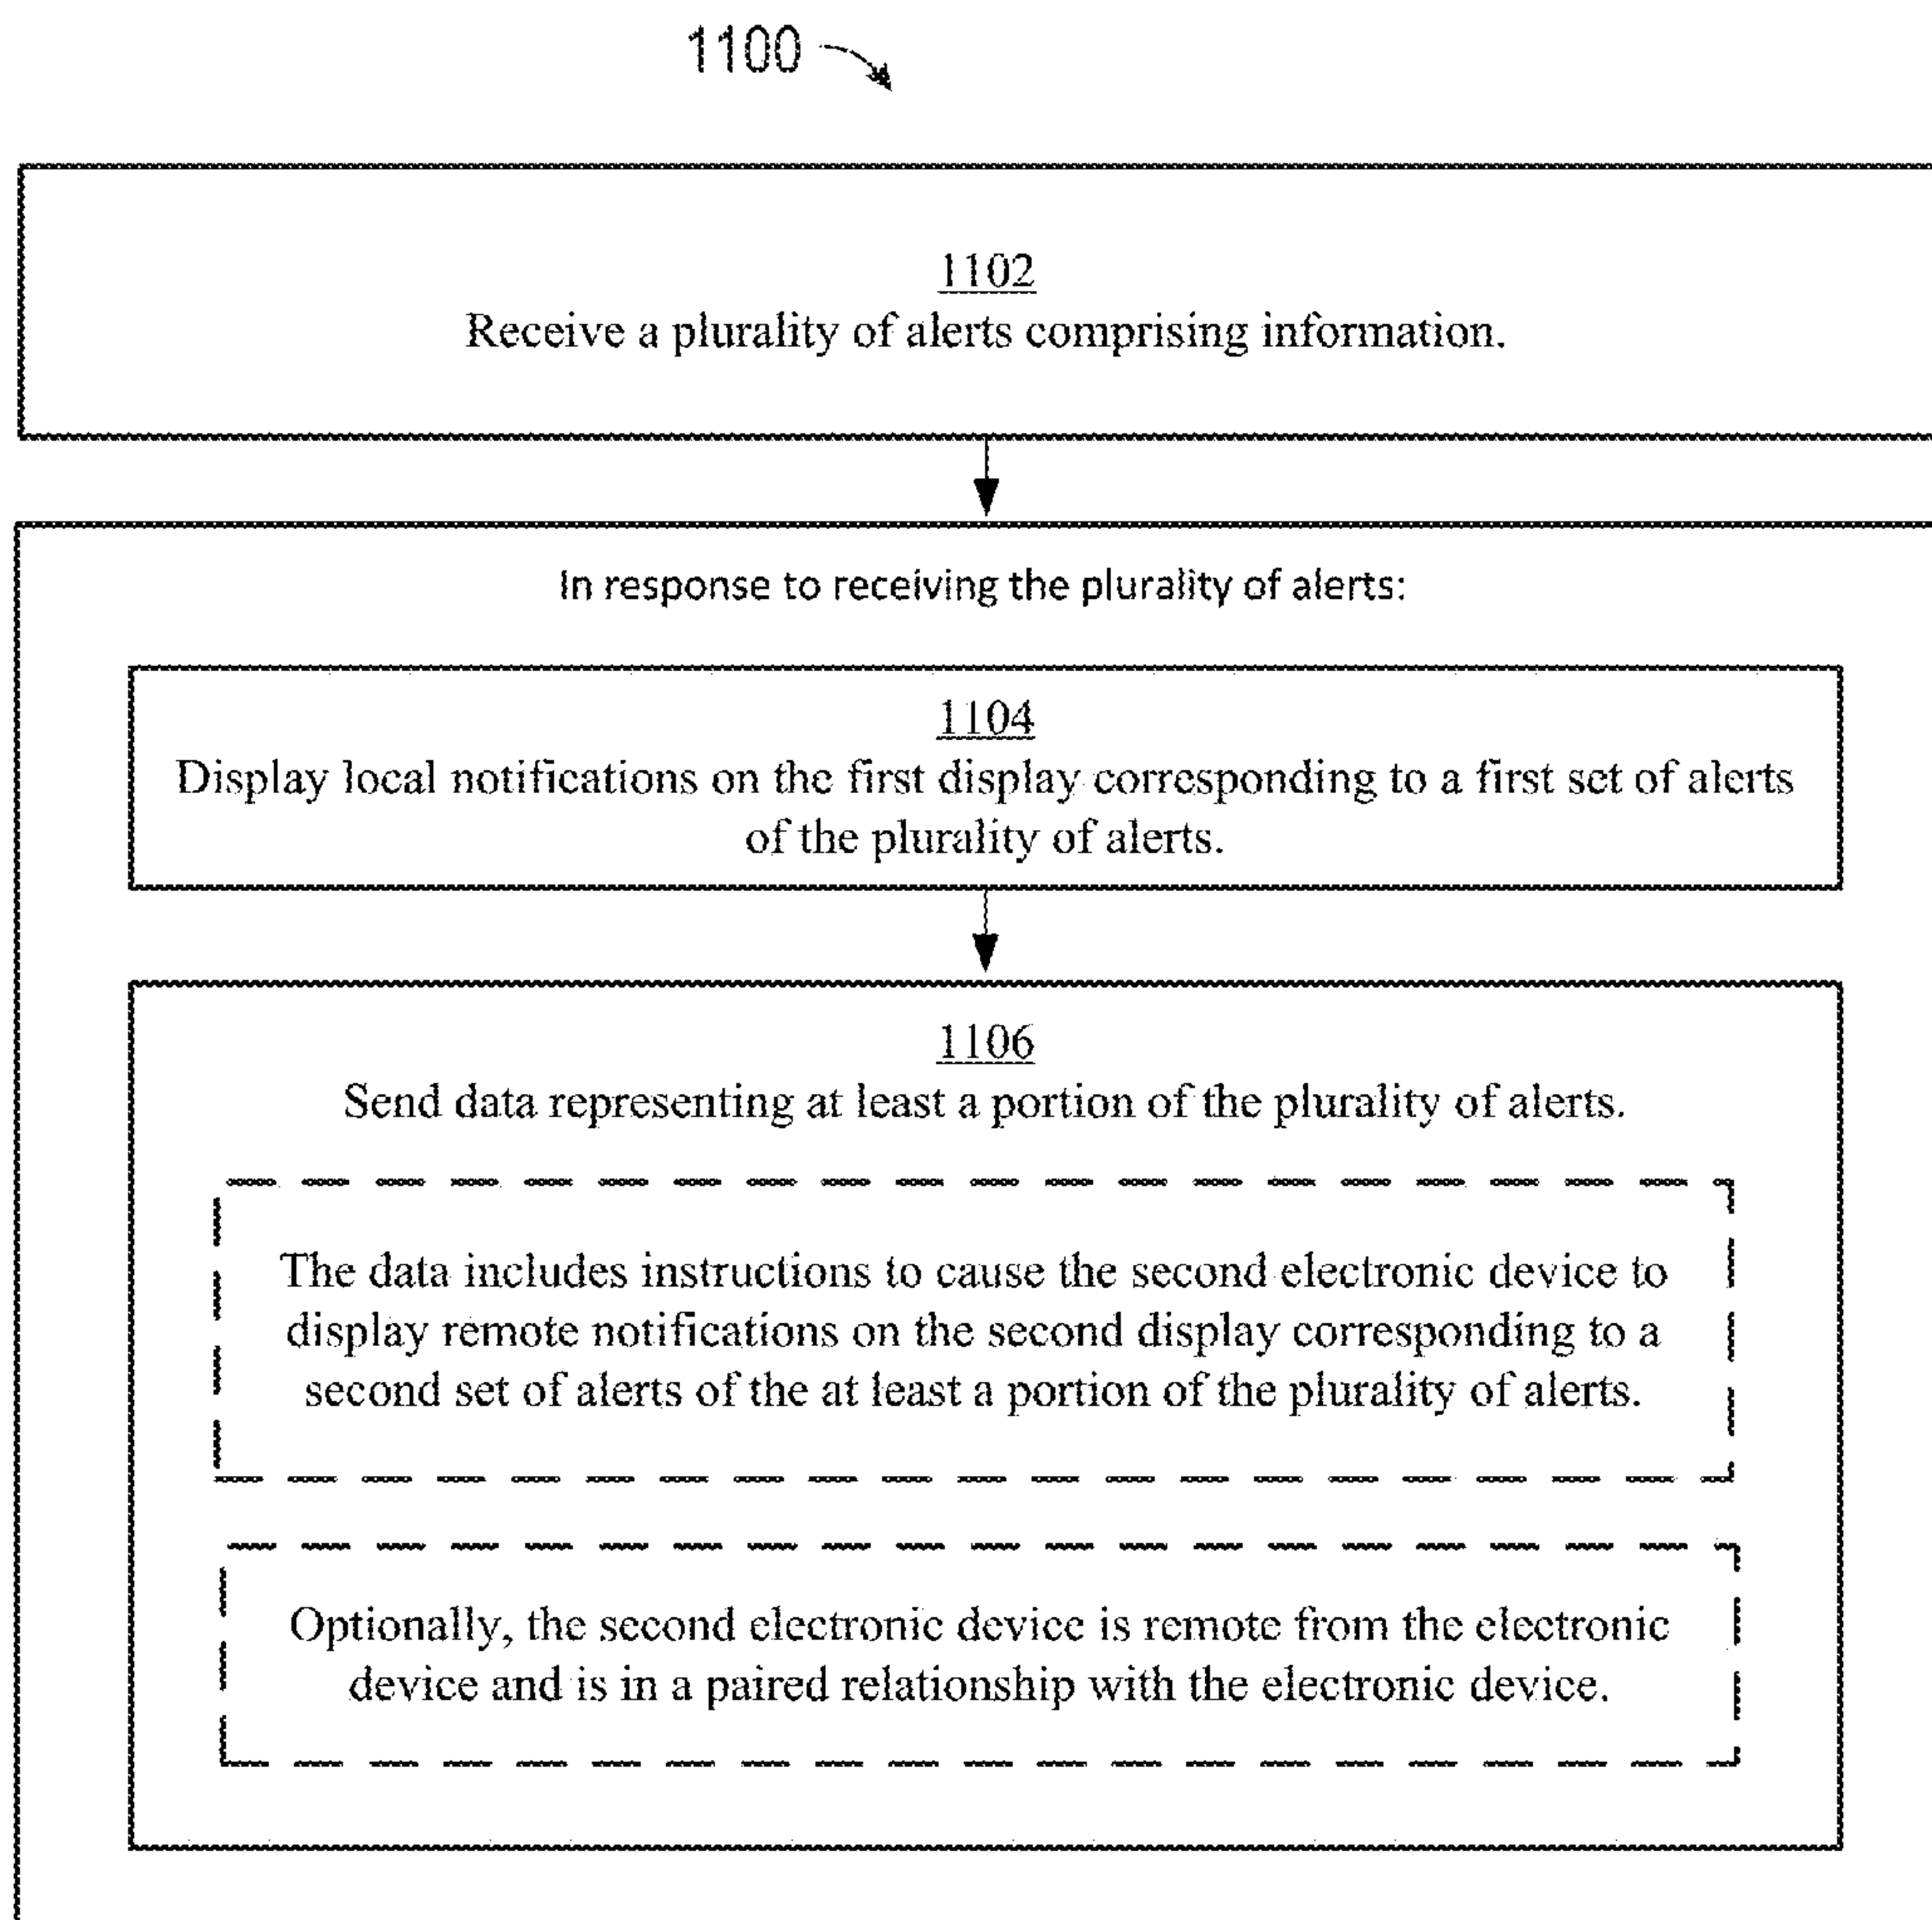 1100
1102
Receive a plurality of alerts comprising information.
In response to receiving the plurality of alerts:
1104
Display local notifications on the first display corresponding to a first set of alerts
of the plurality of alerts.
1106
Send data representing at least a portion of the plurality of alerts.
The data includes instructions to cause the second electronic device to
display remote notifications on the second display corresponding to a
second set of alerts of the at least a portion of the plurality of alerts.
Optionally, the second electronic device is remote from the electronic
device and is in a paired relationship with the electronic device.